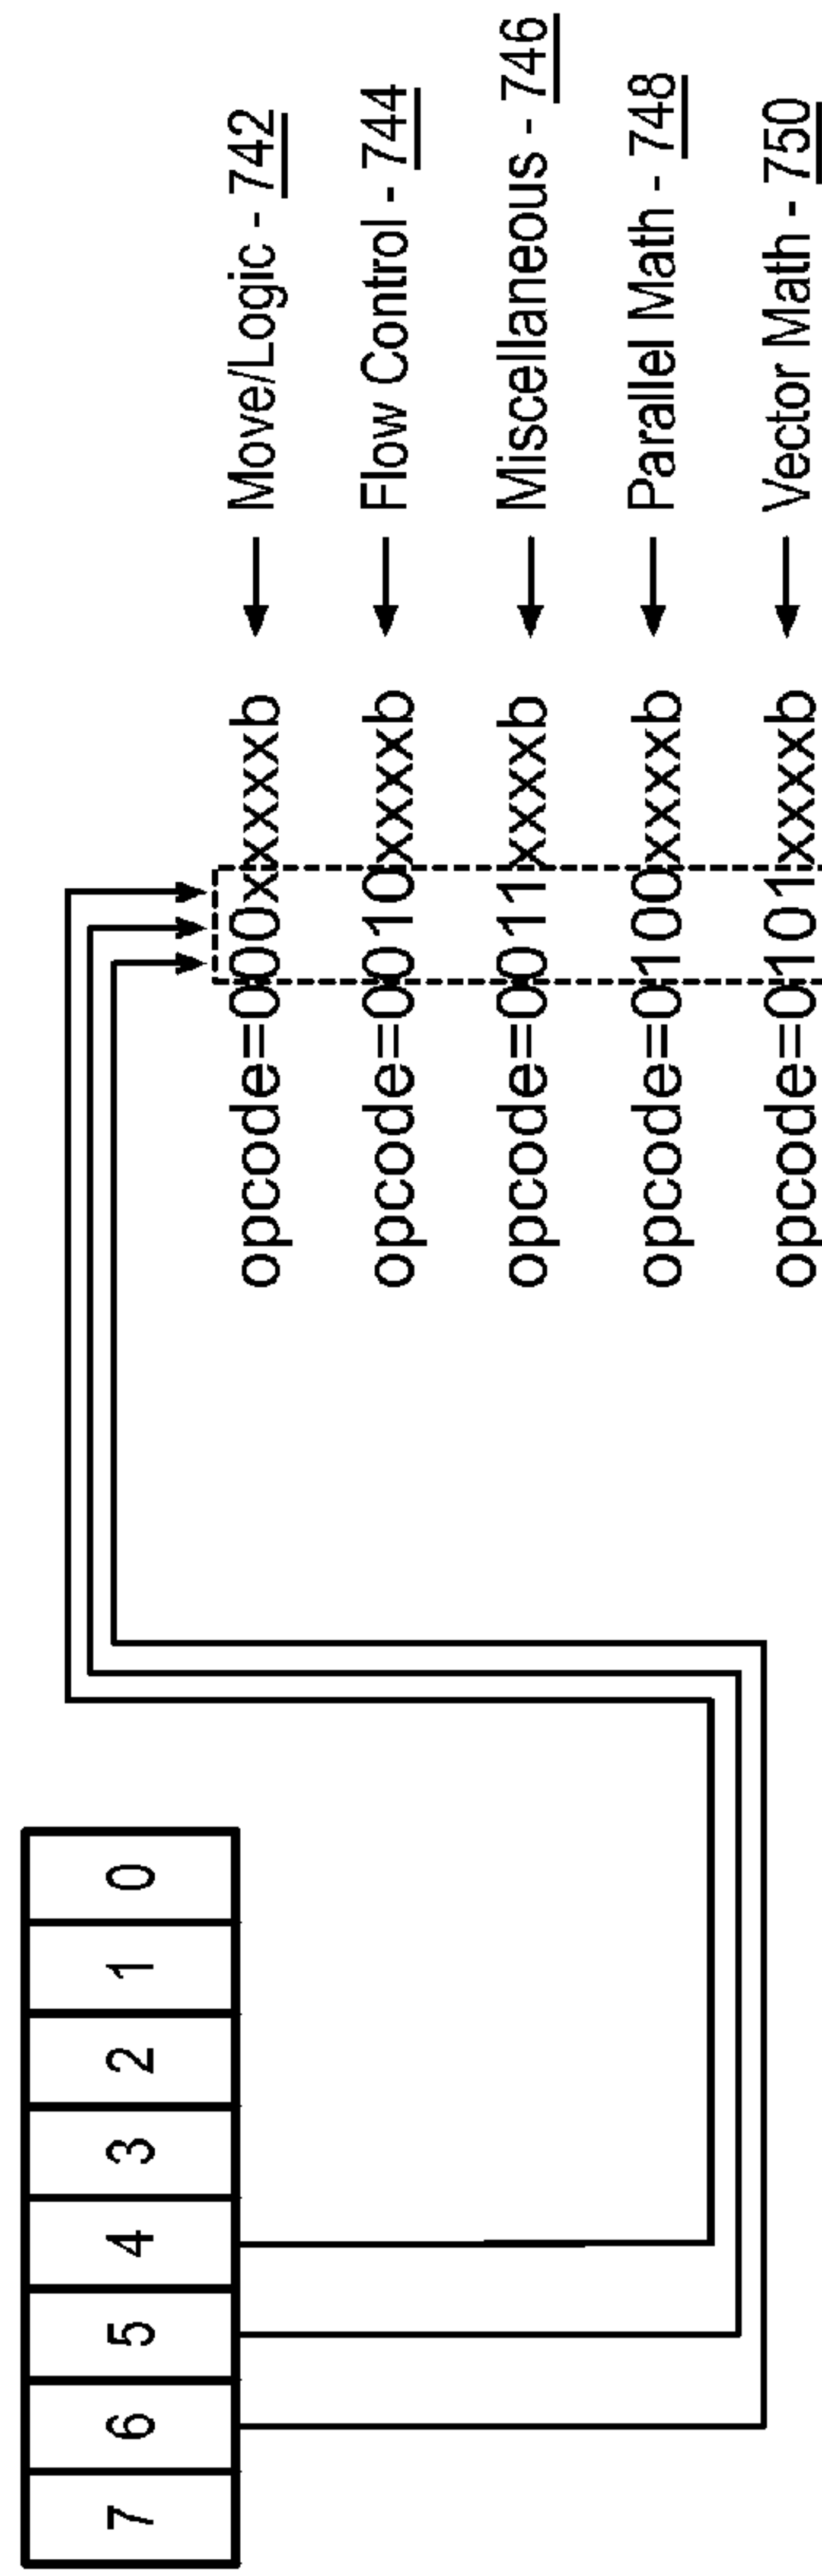 7 6 5 4 3 2 1 0
opcode=000xxxxxb ← Move/Logic - 742
opcode=0010xxxxb ← Flow Control - 744
opcode=0011xxxxb ← Miscellaneous - 746
opcode=0100xxxxb ← Parallel Math - 748
opcode=0101xxxxb ← Vector Math - 750